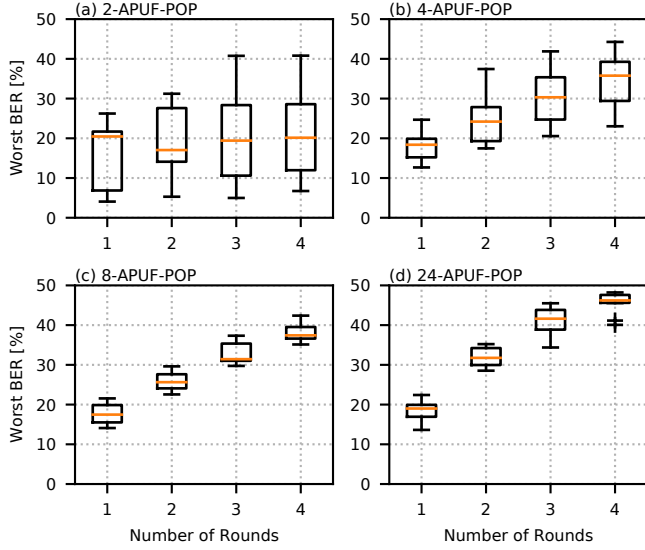 (a) 2-APUF-POP
(b) 4-APUF-POP
Worst BER [%]
50
40
30
20
10
0
1 2 3 4
50
40
30
20
10
0
1 2 3 4
(c) 8-APUF-POP
(d) 24-APUF-POP
Worst BER [%]
50
40
30
20
10
0
1 2 3 4
Number of Rounds
50
40
30
20
10
0
1 2 3 4
Number of Rounds